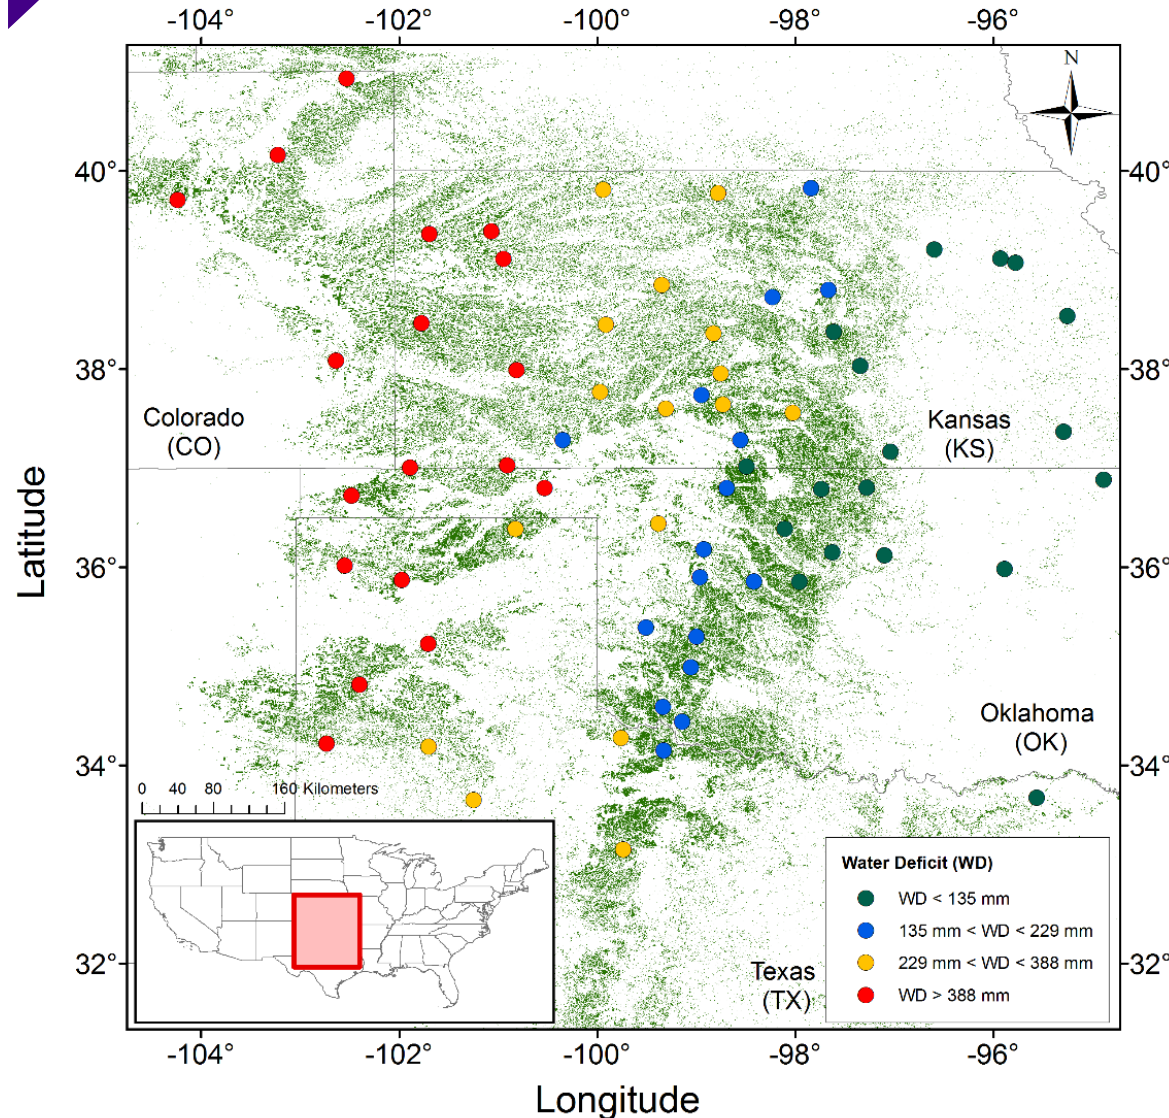 -104° -102° -100° -98° -96°
N
40° 40°
38° 38°
Colorado
(CO)
Kansas
(KS)
Latitude
36° 36°
Oklahoma
(OK)
34° 34°
0 40 80 160 Kilometers
Water Deficit (WD)
WD < 135 mm
135 mm < WD < 229 mm
229 mm < WD < 388 mm
WD > 388 mm
32° 32°
Texas
(TX)
-104° -102° -100° -98° -96°
Longitude